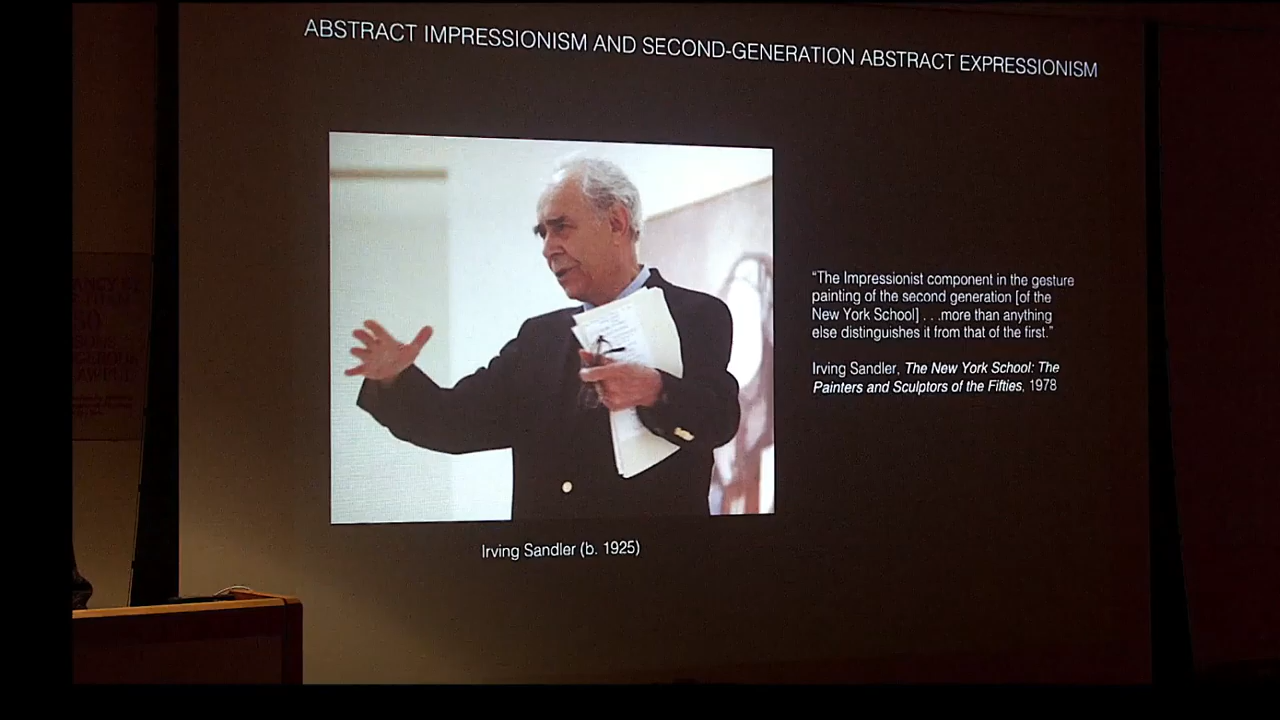 ABSTRACT IMPRESSIONISM AND SECOND-GENERATION ABSTRACT EXPRESSIONISM
“The Impressionist component in the gesture
painting of the second generation [of the
New York School] . . .more than anything
else distinguishes it from that of the first.”
Irving Sandler, The New York School: The
Painters and Sculptors of the Fifties, 1978
Irving Sandler (b. 1925)